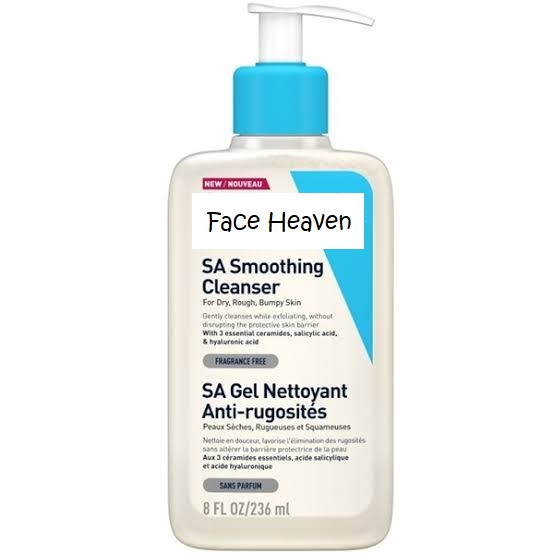 NEW / NOUVEAU
Face Heaven
SA Smoothing
Cleanser
For Dry, Rough, Bumpy Skin
Gently cleanses while exfoliating, without
disrupting the protective skin barrier
With 3 essential ceramides, salicylic acid,
& hyaluronic acid
FRAGRANCE FREE
SA Gel Nettoyant
Anti-rugosités
Peaux Sèches, Rugueuses et Squameuses
Nettoie en douceur, favorise l'élimination des rugosités
sans altérer la barrière protectrice de la peau
Aux 3 céramides essentiels, acide salicylique
et acide hyaluronique
SANS PARFUM
8 FL OZ/236 ml